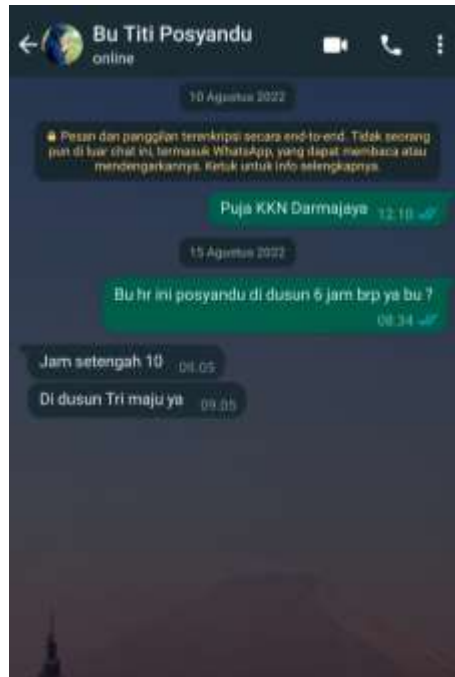 Bu Titi Posyandu
online
10 Agustus 2022
Pesan dan panggilan terenkripsi secara end-to-end. Tidak seorang
pun di luar chat ini, termasuk WhatsApp, yang dapat membaca atau
mendengarkannya. Ketuk untuk info selengkapnya.
Puja KKN Darmajaya 12.10
15 Agustus 2022
Bu hr ini posyandu di dusun 6 jam brp ya bu ?
08.34
Jam setengah 10 09.05
Di dusun Tri maju ya 09.05